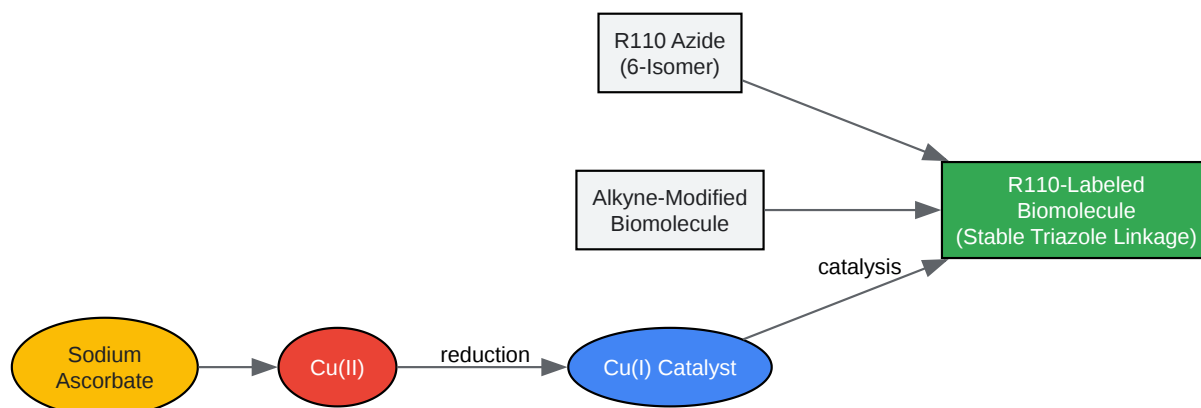 R110 Azide
(6-Isomer)
Alkyne-Modified
Biomolecule
R110-Labeled
Biomolecule
(Stable Triazole Linkage)
catalysis
Sodium
Ascorbate
Cu(II)
reduction
Cu(I) Catalyst